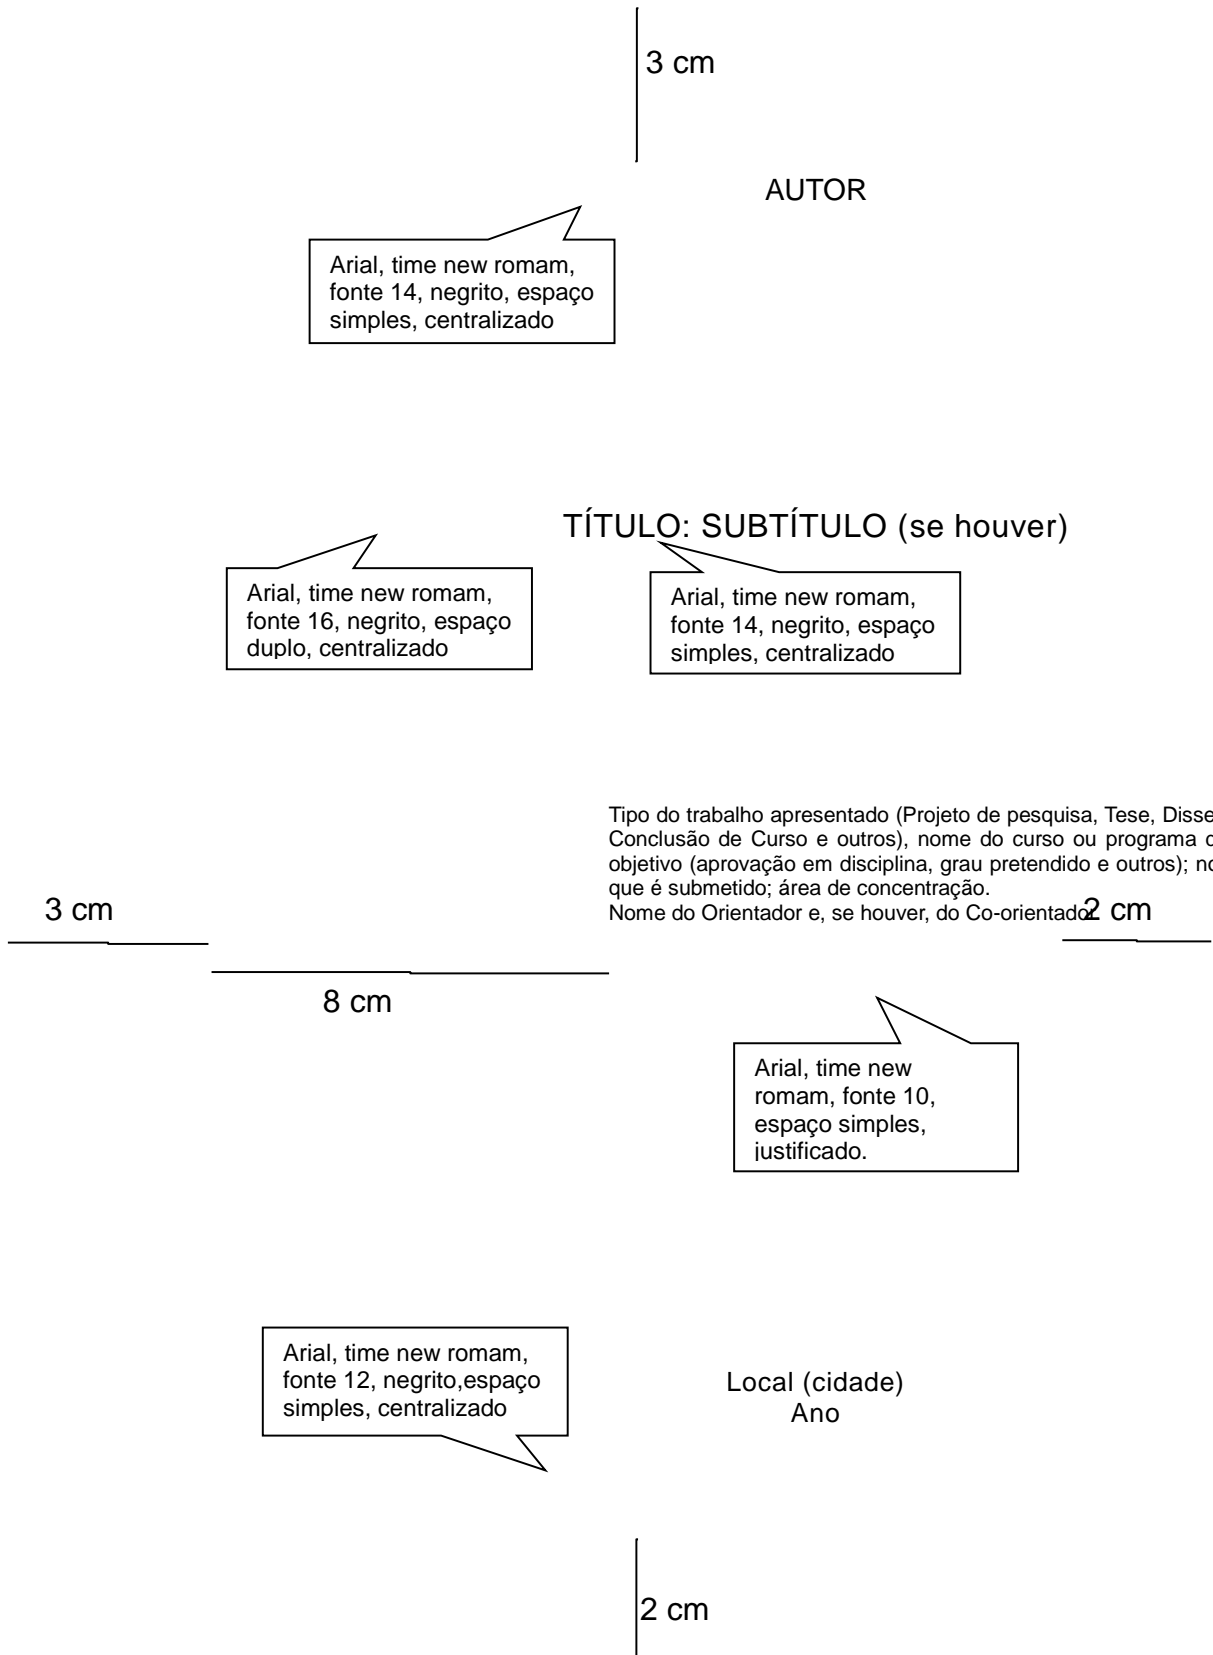 3 cm
AUTOR
Arial, time new romam,
fonte 14, negrito, espaço
simples, centralizado
TÍTULO: SUBTÍTULO (se houver)
Arial, time new romam,
fonte 16, negrito, espaço
duplo, centralizado
Arial, time new romam,
fonte 14, negrito, espaço
simples, centralizado
Tipo do trabalho apresentado (Projeto de pesquisa, Tese,
Conclusão de Curso e outros), nome do curso ou programa
objetivo (aprovação em disciplina, grau pretendido e outros);
que é submetido; área de concentração.
Nome do Orientador e, se houver, do Co-orientador
3 cm
2 cm
8 cm
Arial, time new
romam, fonte 10,
espaço simples,
justificado.
Arial, time new romam,
fonte 12, negrito,espaço
simples, centralizado
Local (cidade)
Ano
2 cm